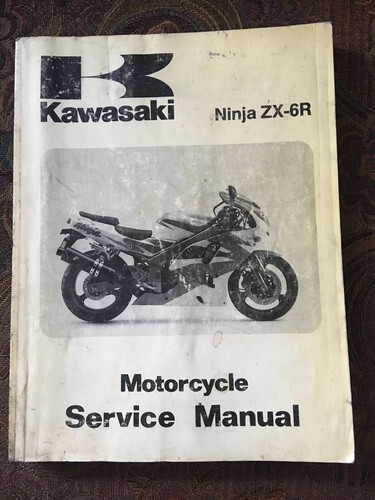 Kawasaki
Ninja ZX-6R
Motorcycle
Service Manual